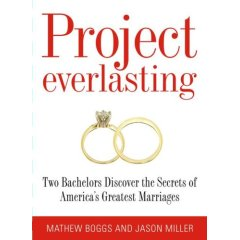 Project
everlasting
Two Bachelors Discover the Secrets of
America's Greatest Marriages
MATHEW BOGGS AND JASON MILLER